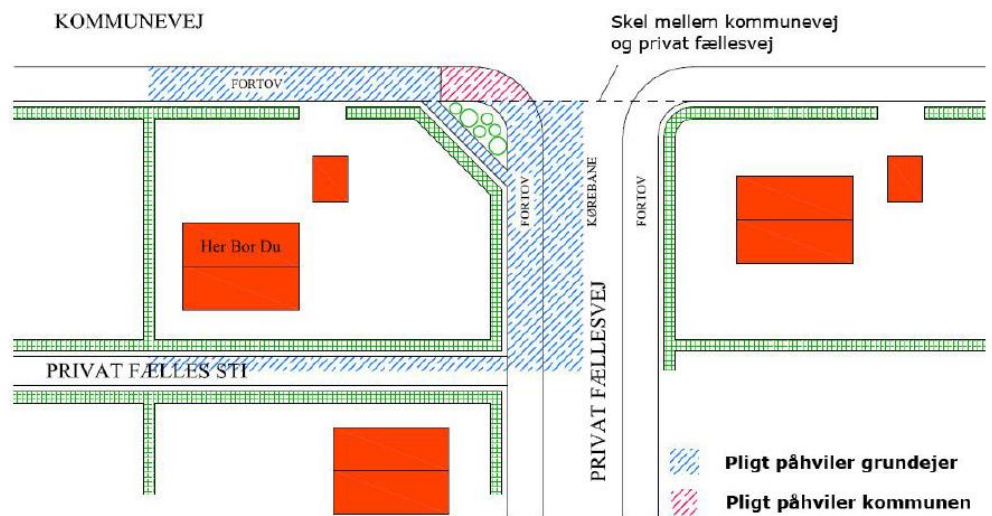 KOMMUNEVEJ
Skel mellem kommunevej
og privat fællesvej
FORTOV
FORTOV
KØREBANE
FORTOV
Her Bor Du
PRIVAT FÆLLESVEJ
PRIVAT FÆLLES STI
Pligt påhviler grundejer
Pligt påhviler kommunen